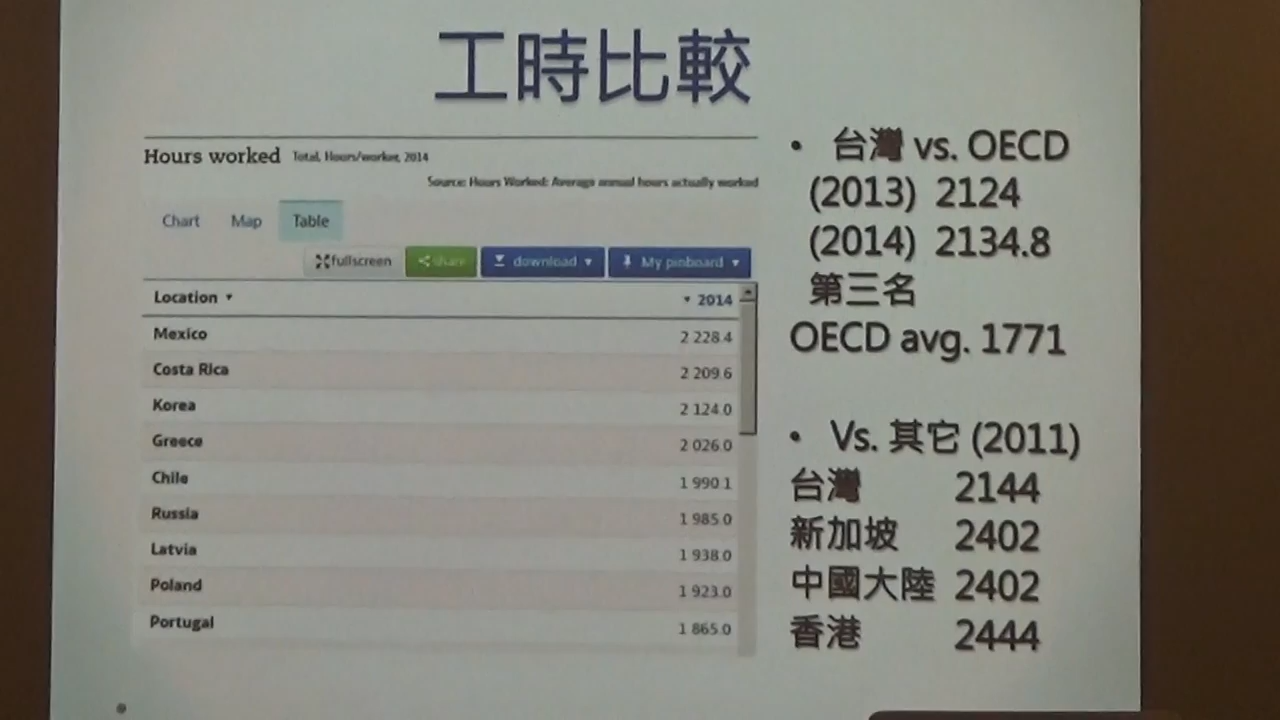 工時比較
Hours worked Total, Hours/worker, 2014
Source: Hours Worked: Average annual hours actually worked
Chart Map Table
fullscreen share download My pinboard
Location 2014
Mexico 2 228.4
Costa Rica 2 209.6
Korea 2 124.0
Greece 2 026.0
Chile 1 990.1
Russia 1 985.0
Latvia 1 938.0
Poland 1 923.0
Portugal 1 865.0
• 台灣 vs. OECD
(2013) 2124
(2014) 2134.8
第三名
OECD avg. 1771
• Vs. 其它 (2011)
台灣 2144
新加坡 2402
中國大陸 2402
香港 2444